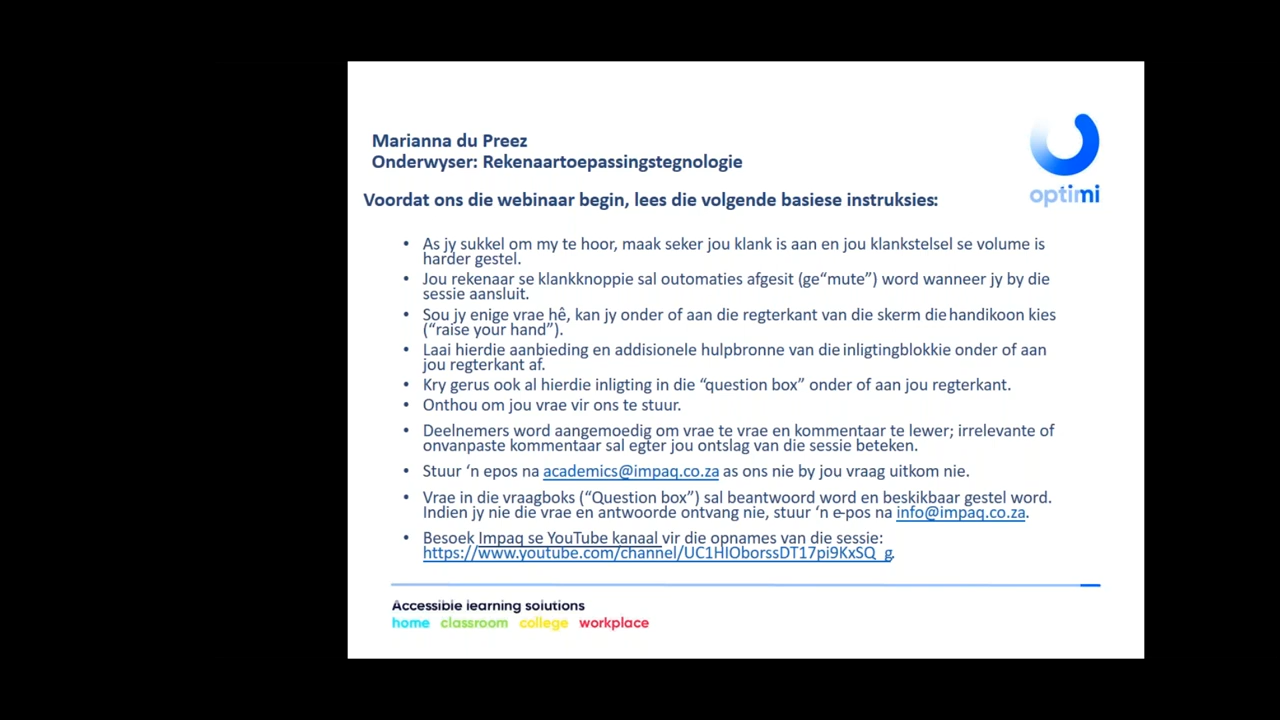 Marianna du Preez
Onderwyser: Rekenaartoepassingstegnologie
optimi
Voordat ons die webinaar begin, lees die volgende basiese instruksies:
• As jy sukkel om my te hoor, maak seker jou klank is aan en jou klankstelsel se volume is
harder gestel.
• Jou rekenaar se klankknoppie sal outomaties afgesit (ge“mute”) word wanneer jy by die
sessie aansluit.
• Sou jy enige vrae hê, kan jy onder of aan die regterkant van die skerm die handikoon kies
(“raise your hand”).
• Laai hierdie aanbieding en addisionele hulpbronne van die inligtingblokkie onder of aan
jou regterkant af.
• Kry gerus ook al hierdie inligting in die “question box” onder of aan jou regterkant.
• Onthou om jou vrae vir ons te stuur.
• Deelnemers word aangemoedig om vrae te vrae en kommentaar te lewer; irrelevante of
onvanpaste kommentaar sal egter jou ontslag van die sessie beteken.
• Stuur ‘n epos na academics@impaq.co.za as ons nie by jou vraag uitkom nie.
• Vrae in die vraagboks (“Question box”) sal beantwoord word en beskikbaar gestel word.
Indien jy nie die vrae en antwoorde ontvang nie, stuur ‘n e-pos na info@impaq.co.za.
• Besoek Impaq se YouTube kanaal vir die opnames van die sessie:
https://www.youtube.com/channel/UC1HIOborssDT17pi9KxSQ_g.
Accessible learning solutions
home classroom college workplace